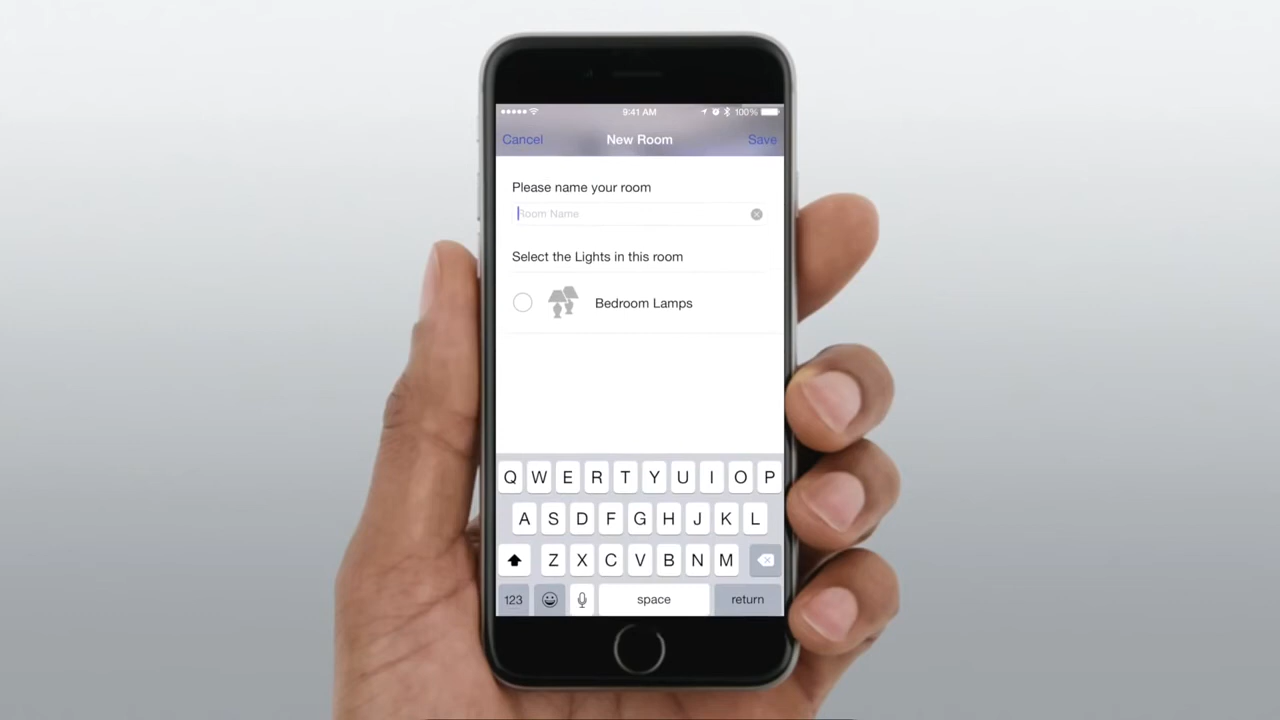 9:41 AM 100%
Cancel New Room Save
Please name your room
Room Name
Select the Lights in this room
Bedroom Lamps
Q W E R T Y U I O P
A S D F G H J K L
Z X C V B N M
123 space return